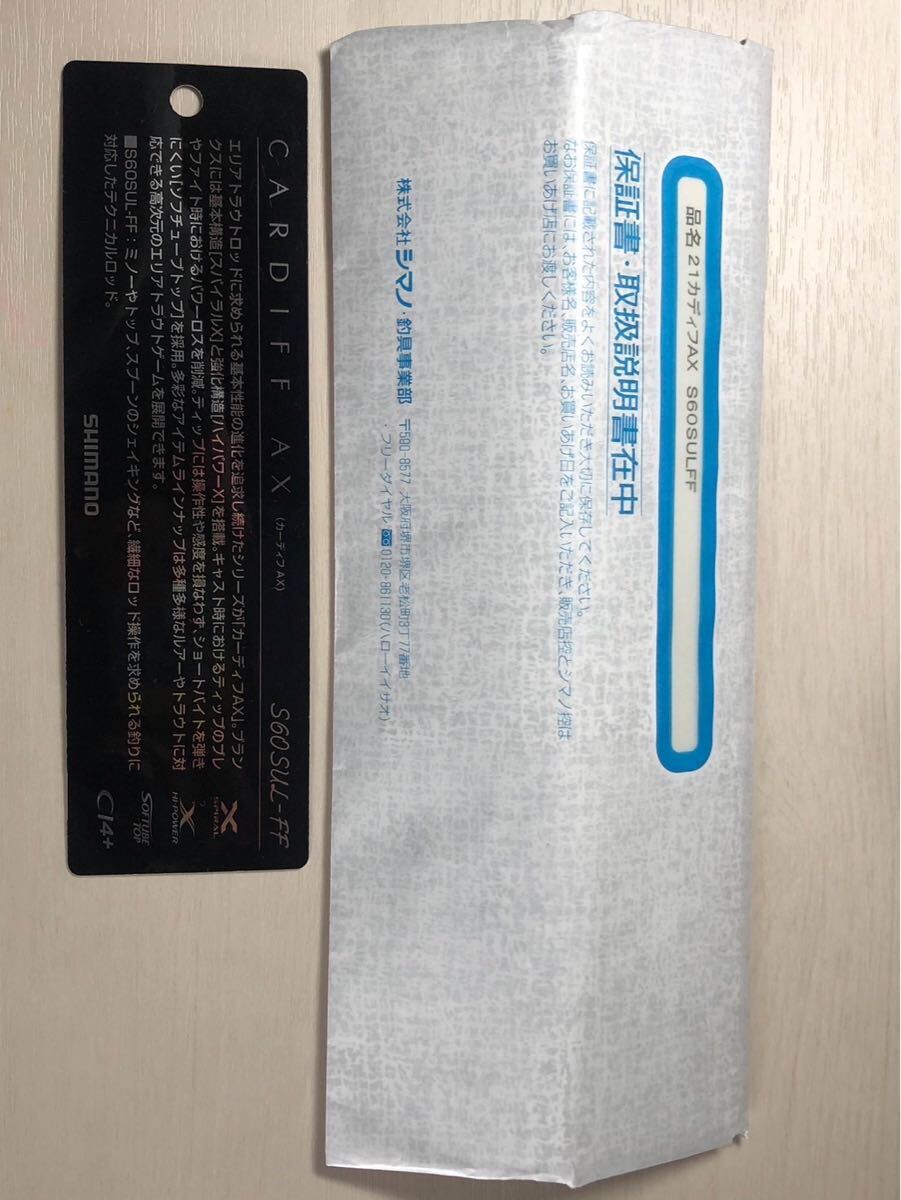 CARDIFF AX (カーディフAX) S60SUL-FF
エリアトラウトロッドに求められる基本性能の進化を追求し続けたシリーズが「カーディフAX」。ブラン
クスには基本構造[スパイラルX]と強化構造[ハイパワーX]を搭載。キャスト時におけるティップのブレ
やファイト時におけるパワーロスを削減。ティップには操作性や感度を損なわず、ショートバイトを弾き
にくい[ソフチューブトップ]を採用。多彩なアイテムラインナップは多種多様なルアーやトラウトに対
応できる高次元のエリアトラウトゲームを展開できます。
■S60SUL-FF：ミノーやトップ、スプーンのシェイキングなど、繊細なロッド操作を求められる釣りに
対応したテクニカルロッド。
SHIMANO
X SPIRAL
X HI-POWER
SOFTUBE TOP
CI4+
品名 21カディフAX S60SULFF
保証書・取扱説明書在中
保証書に記載された内容をよくお読みいただき大切に保存してください。
なお保証書には、お客様名、販売店名、お買いあげ日をご記入いただき、販売店控とシマノ控は
お買いあげ店にお渡しください。
株式会社シマノ・釣具事業部 〒590-8577 大阪府堺市堺区老松町3丁77番地
・フリーダイヤル 0120-861130(ハローイイサオ)